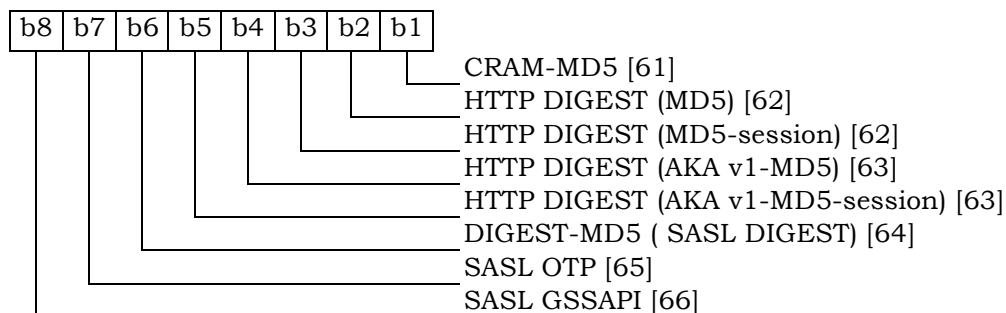 b8 b7 b6 b5 b4 b3 b2 b1
CRAM-MD5 [61]
HTTP DIGEST (MD5) [62]
HTTP DIGEST (MD5-session) [62]
HTTP DIGEST (AKA v1-MD5) [63]
HTTP DIGEST (AKA v1-MD5-session) [63]
DIGEST-MD5 ( SASL DIGEST) [64]
SASL OTP [65]
SASL GSSAPI [66]